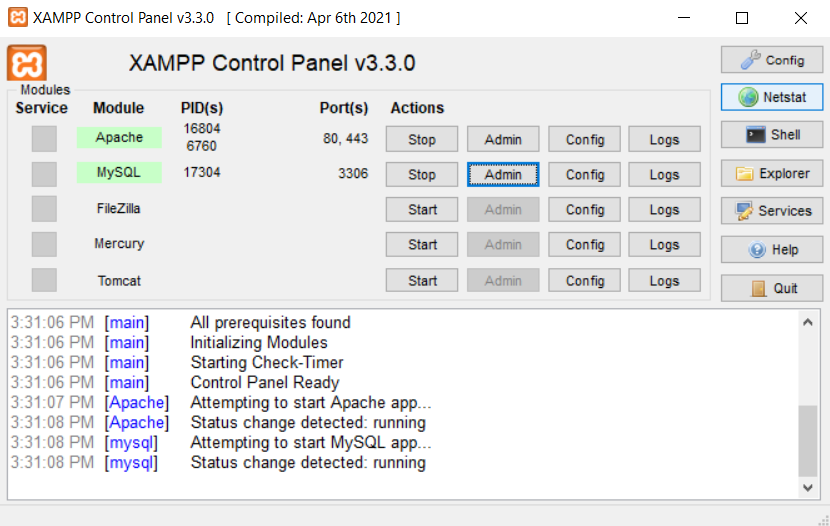 XAMPP Control Panel v3.3.0 [ Compiled: Apr 6th 2021 ]
XAMPP Control Panel v3.3.0
Config
Modules
Service Module PID(s) Port(s) Actions
Netstat
Apache 16804 6760 80, 443 Stop Admin Config Logs
Shell
MySQL 17304 3306 Stop Admin Config Logs
Explorer
FileZilla Start Admin Config Logs
Services
Mercury Start Admin Config Logs
Help
Tomcat Start Admin Config Logs
Quit
3:31:06 PM [main] All prerequisites found
3:31:06 PM [main] Initializing Modules
3:31:06 PM [main] Starting Check-Timer
3:31:06 PM [main] Control Panel Ready
3:31:07 PM [Apache] Attempting to start Apache app...
3:31:08 PM [Apache] Status change detected: running
3:31:08 PM [mysql] Attempting to start MySQL app...
3:31:08 PM [mysql] Status change detected: running